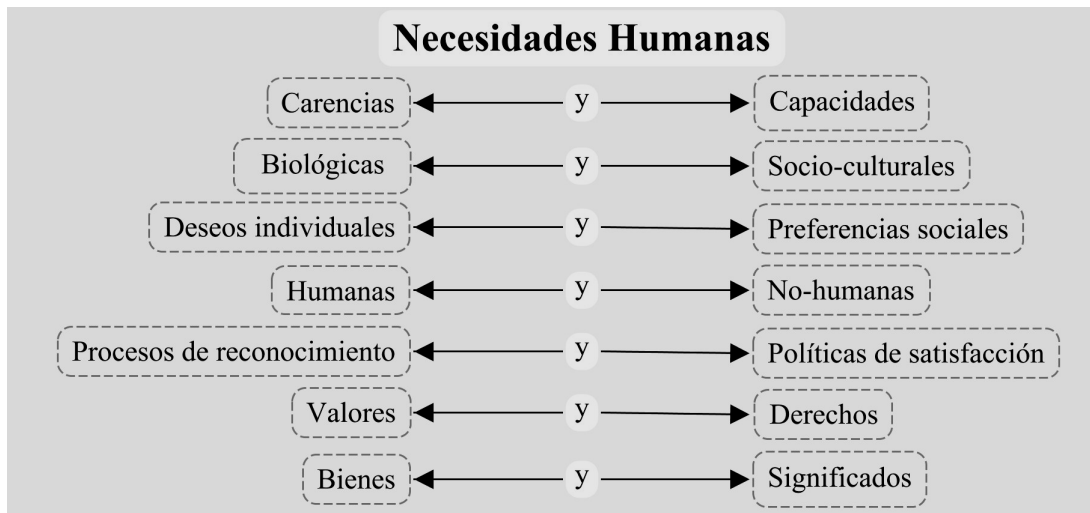 Necesidades Humanas
Carencias y Capacidades
Biológicas y Socio-culturales
Deseos individuales y Preferencias sociales
Humanas y No-humanas
Procesos de reconocimiento y Políticas de satisfacción
Valores y Derechos
Bienes y Significados